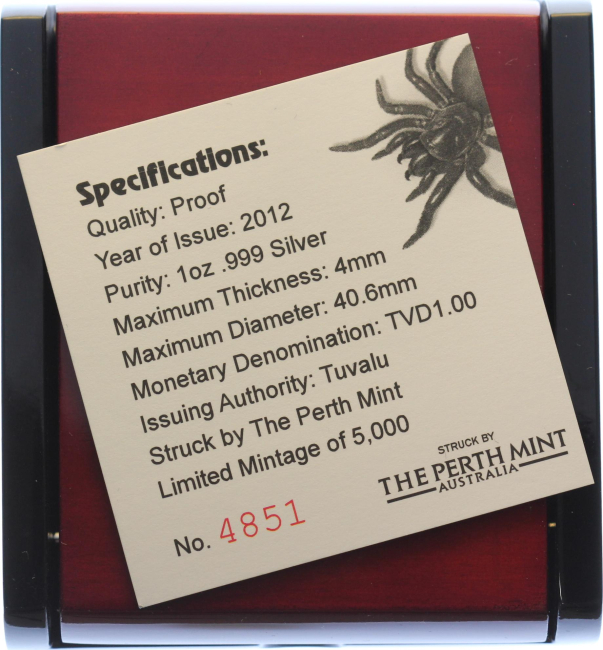 Specifications:
Quality: Proof
Year of Issue: 2012
Purity: 1oz .999 Silver
Maximum Thickness: 4mm
Maximum Diameter: 40.6mm
Monetary Denomination: TVD1.00
Issuing Authority: Tuvalu
Struck by The Perth Mint
Limited Mintage of 5,000
No. 4851
STRUCK BY
THE PERTH MINT
AUSTRALIA